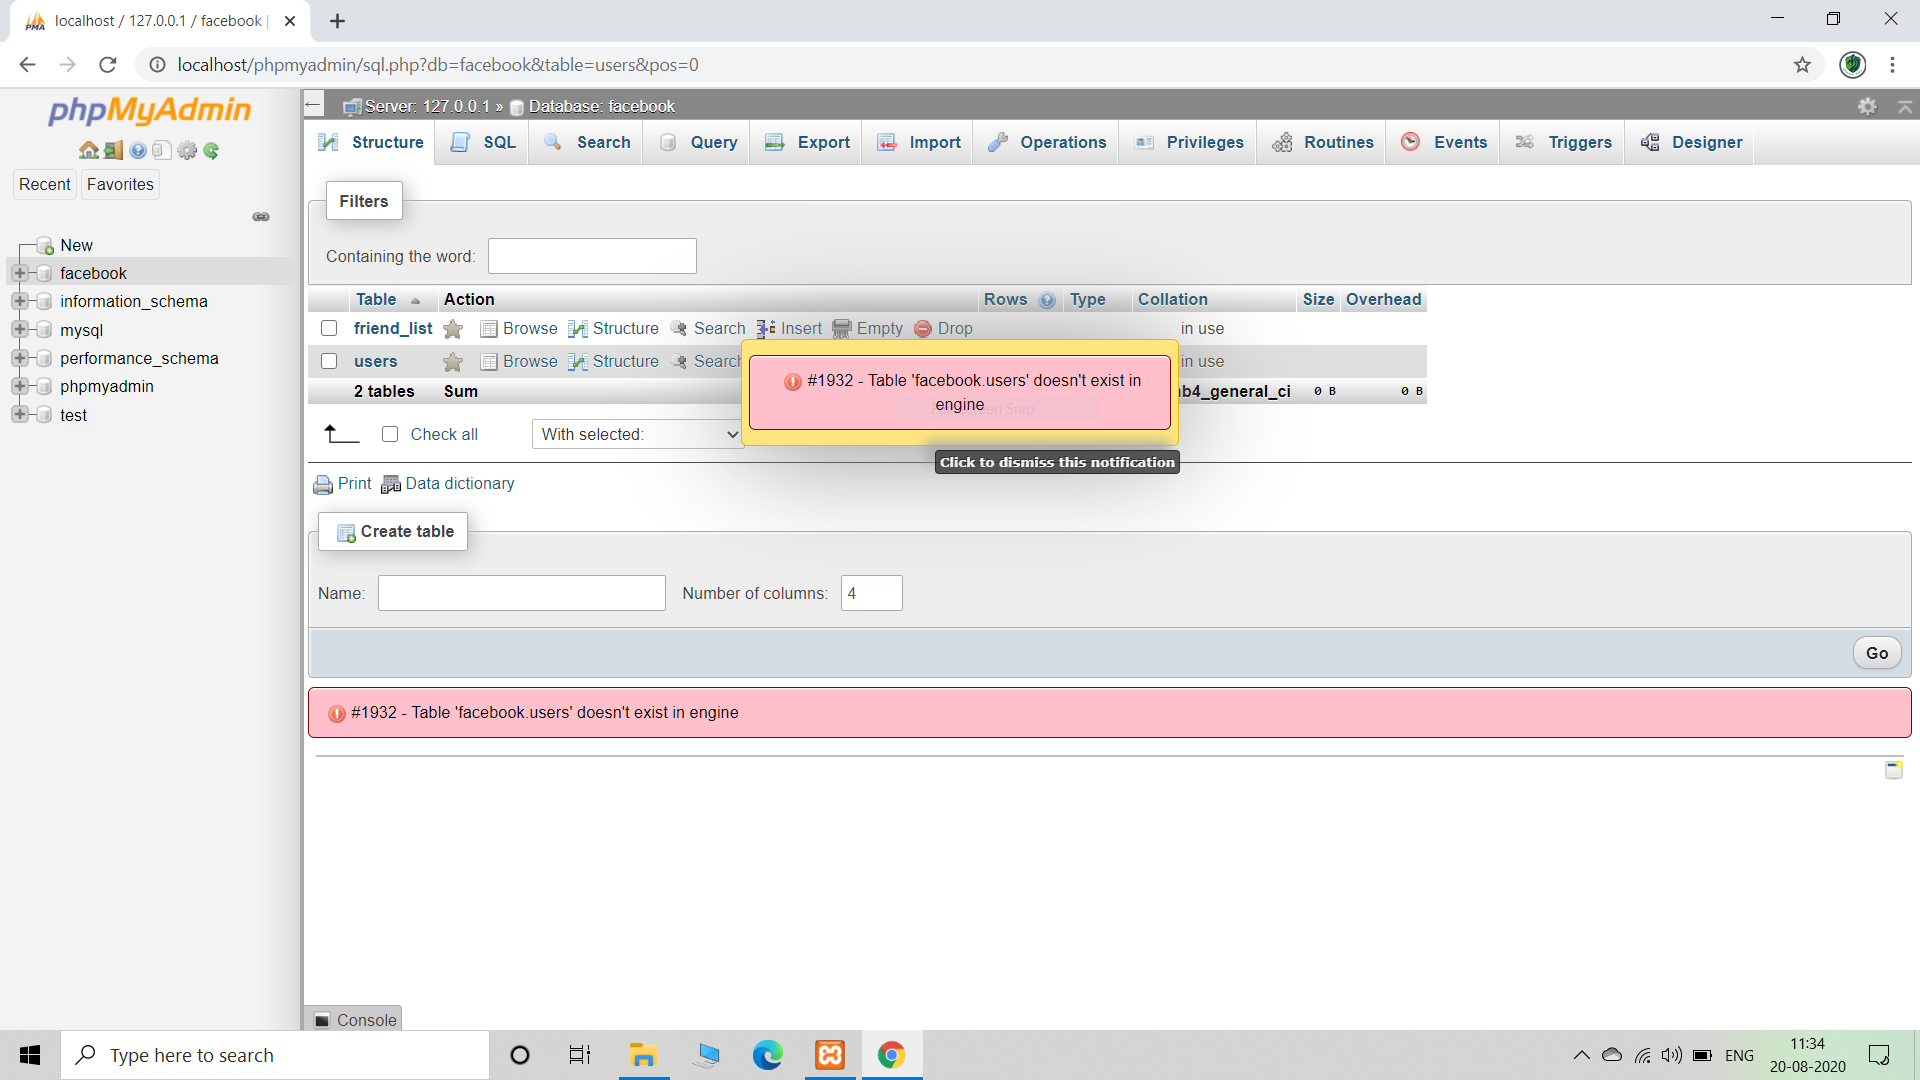 localhost / 127.0.0.1 / facebook |
localhost/phpmyadmin/sql.php?db=facebook&table=users&pos=0
phpMyAdmin
Recent Favorites
New
facebook
information_schema
mysql
performance_schema
phpmyadmin
test
Server: 127.0.0.1 » Database: facebook
Structure SQL Search Query Export Import Operations Privileges Routines Events Triggers Designer
Filters
Containing the word:
Table Action Rows Type Collation Size Overhead
friend_list Browse Structure Search Insert Empty Drop in use
users Browse Structure Search in use
2 tables Sum b4_general_ci 0 B 0 B
#1932 - Table 'facebook.users' doesn't exist in
engine
Click to dismiss this notification
Check all With selected:
Print Data dictionary
Create table
Name: Number of columns: 4
Go
#1932 - Table 'facebook.users' doesn't exist in engine
Console
Type here to search
ENG
11:34
20-08-2020